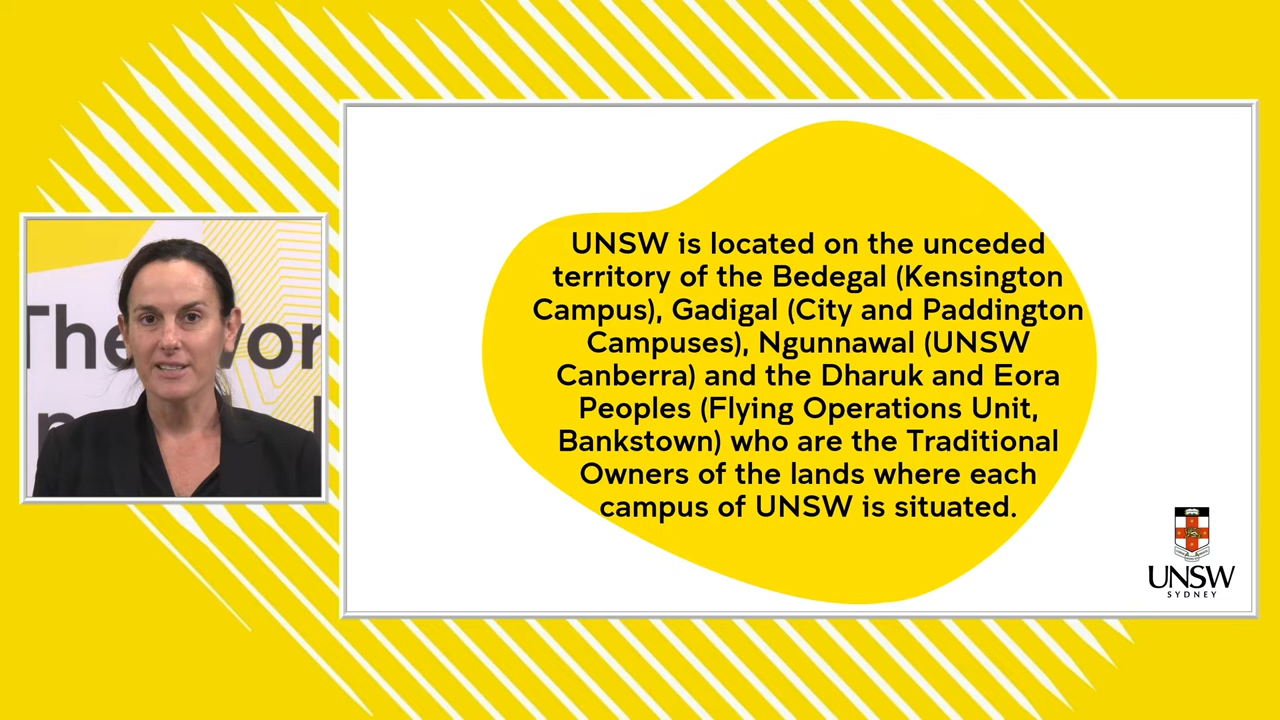 The wor
UNSW is located on the unceded
territory of the Bedegal (Kensington
Campus), Gadigal (City and Paddington
Campuses), Ngunnawal (UNSW
Canberra) and the Dharuk and Eora
Peoples (Flying Operations Unit,
Bankstown) who are the Traditional
Owners of the lands where each
campus of UNSW is situated.
UNSW
SYDNEY